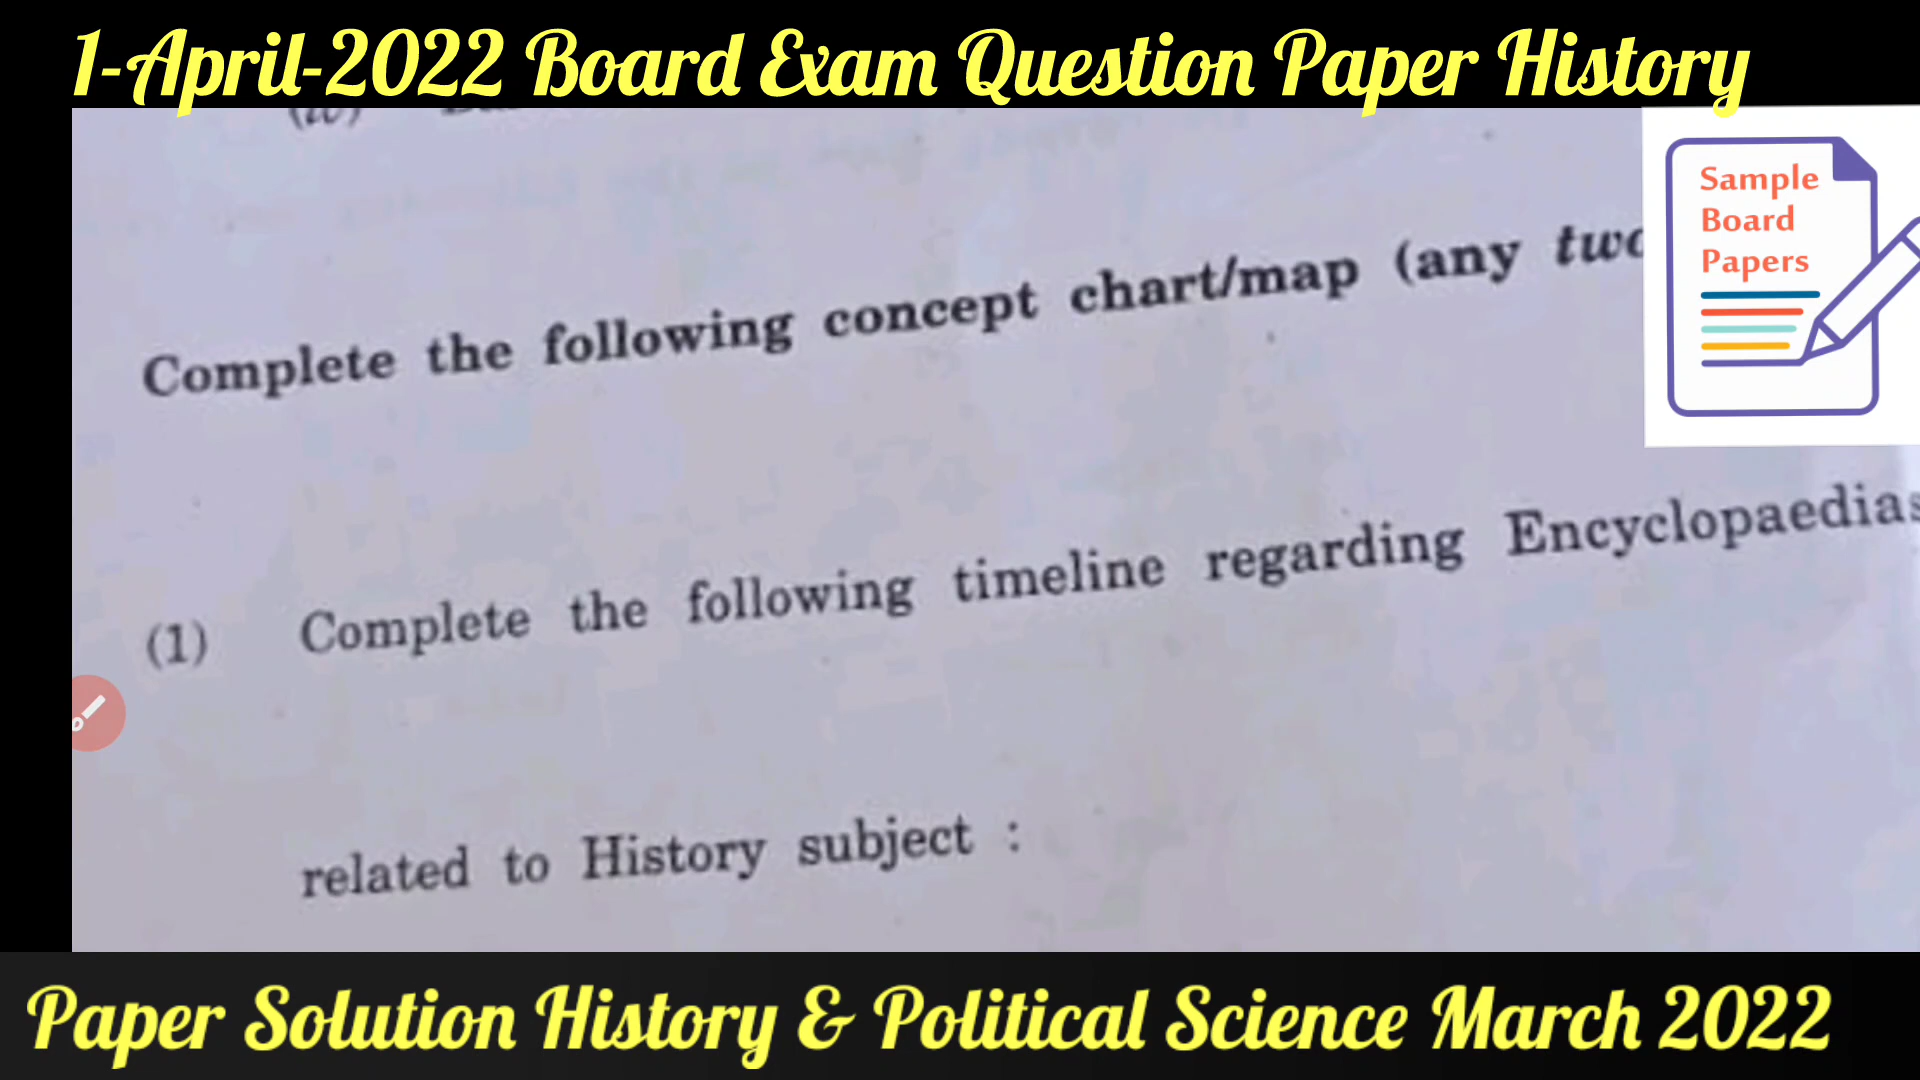 1-April-2022 Board Exam Question Paper History
Sample
Board
Papers
Complete the following concept chart/map (any two
(1) Complete the following timeline regarding Encyclopaedias
related to History subject :
Paper Solution History & Political Science March 2022